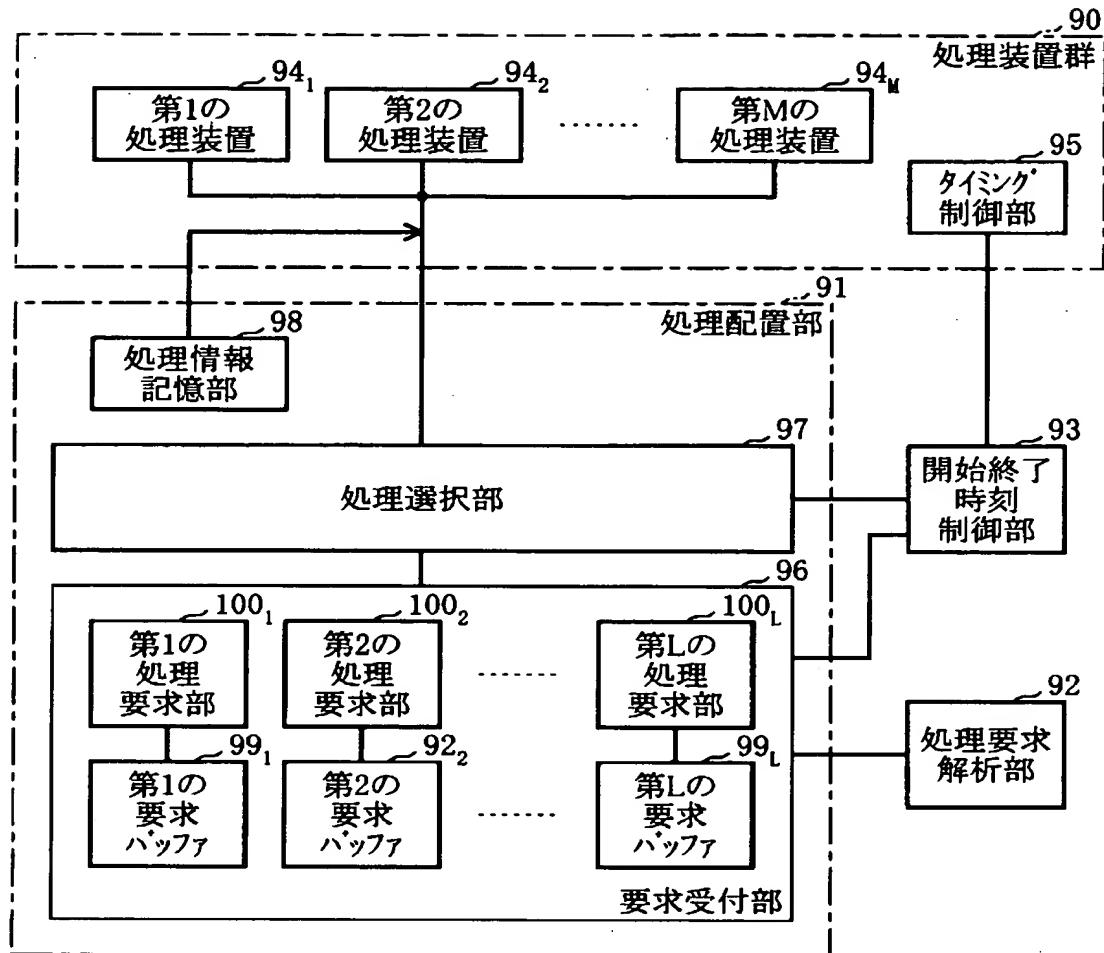 90
処理装置群
94₁
第1の
処理装置
94₂
第2の
処理装置
........
94M
第Mの
処理装置
95
タイミング
制御部
91
処理配置部
98
処理情報
記憶部
97
処理選択部
93
開始終了
時刻
制御部
96
100₁
第1の
処理
要求部
100₂
第2の
処理
要求部
........
100L
第Lの
処理
要求部
92
処理要求
解析部
99₁
第1の
要求
バッファ
92₂
第2の
要求
バッファ
........
99L
第Lの
要求
バッファ
要求受付部